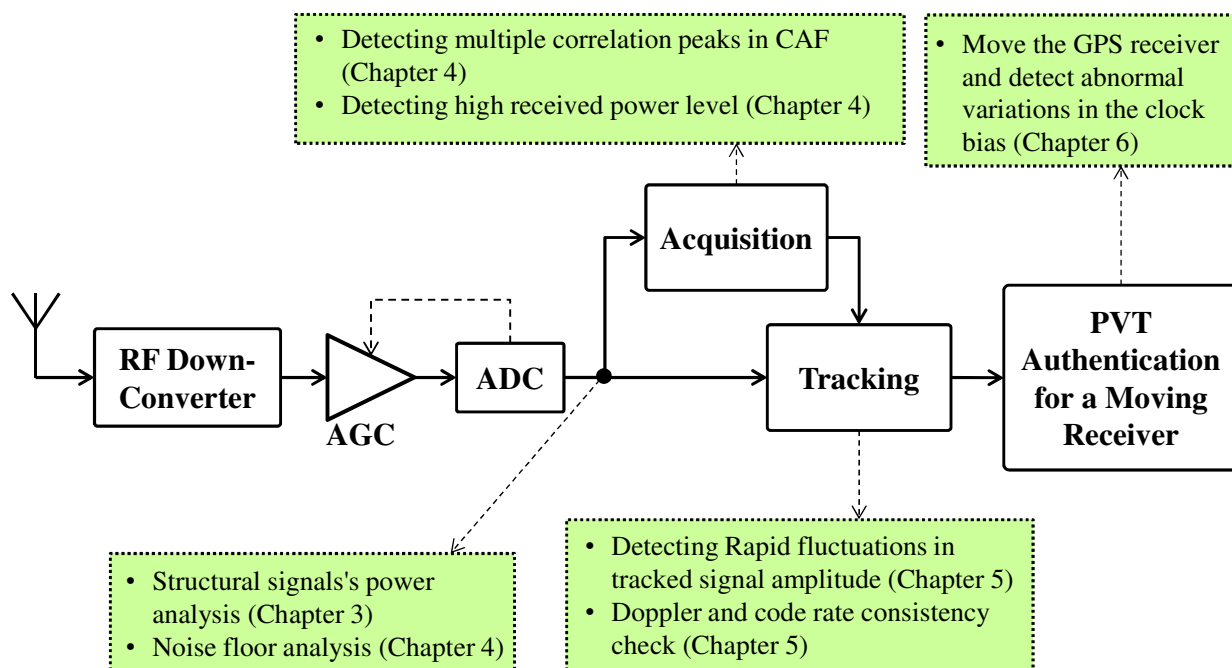 • Detecting multiple correlation peaks in CAF
(Chapter 4)
• Detecting high received power level (Chapter 4)
• Move the GPS receiver
and detect abnormal
variations in the clock
bias (Chapter 6)
Acquisition
RF Down-
Converter
AGC
ADC
Tracking
PVT
Authentication
for a Moving
Receiver
• Structural signals's power
analysis (Chapter 3)
• Noise floor analysis (Chapter 4)
• Detecting Rapid fluctuations in
tracked signal amplitude (Chapter 5)
• Doppler and code rate consistency
check (Chapter 5)